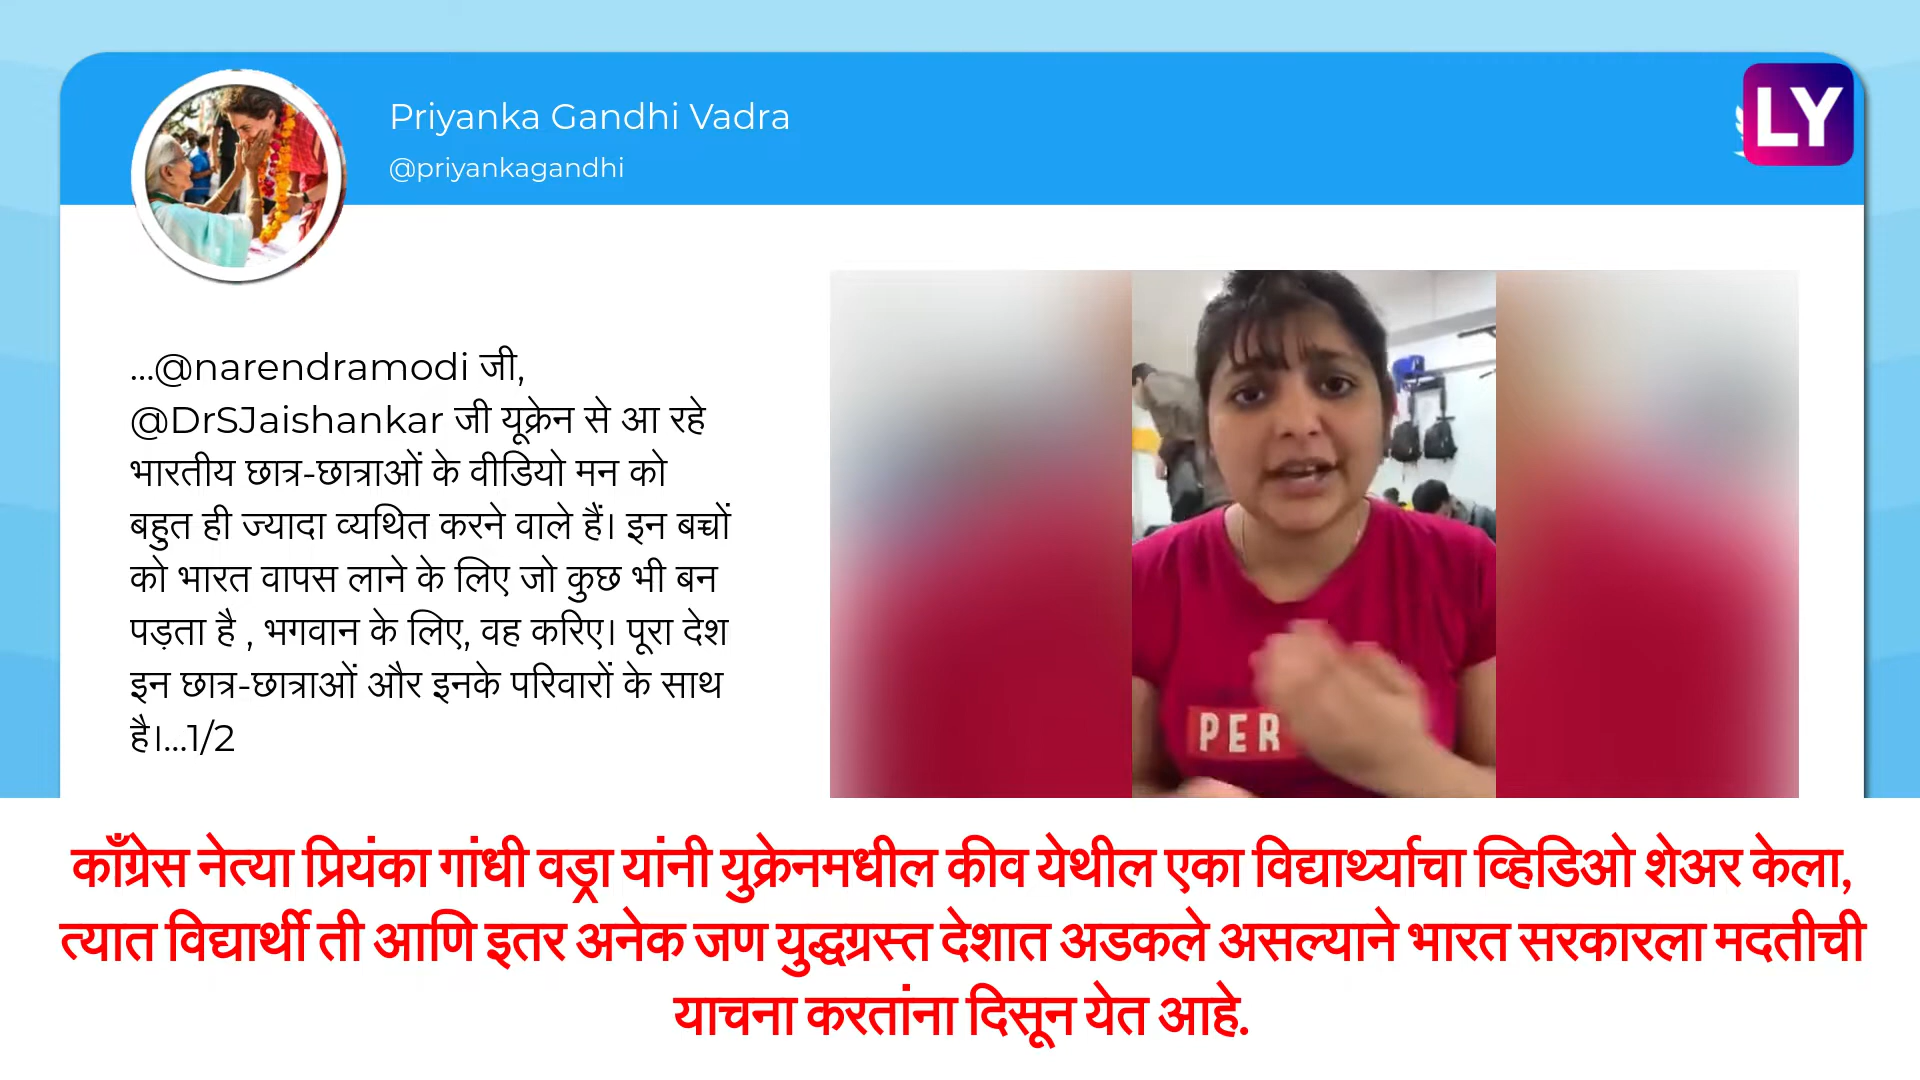 Priyanka Gandhi Vadra
@priyankagandhi
LY
...@narendramodi जी,
@DrSJaishankar जी यूक्रेन से आ रहे
भारतीय छात्र-छात्राओं के वीडियो मन को
बहुत ही ज्यादा व्यथित करने वाले हैं। इन बच्चों
को भारत वापस लाने के लिए जो कुछ भी बन
पड़ता है , भगवान के लिए, वह करिए। पूरा देश
इन छात्र-छात्राओं और इनके परिवारों के साथ
है।...1/2
PER
काँग्रेस नेत्या प्रियंका गांधी वड्रा यांनी युक्रेनमधील कीव येथील एका विद्यार्थ्याचा व्हिडिओ शेअर केला,
त्यात विद्यार्थी ती आणि इतर अनेक जण युद्धग्रस्त देशात अडकले असल्याने भारत सरकारला मदतीची
याचना करतांना दिसून येत आहे.